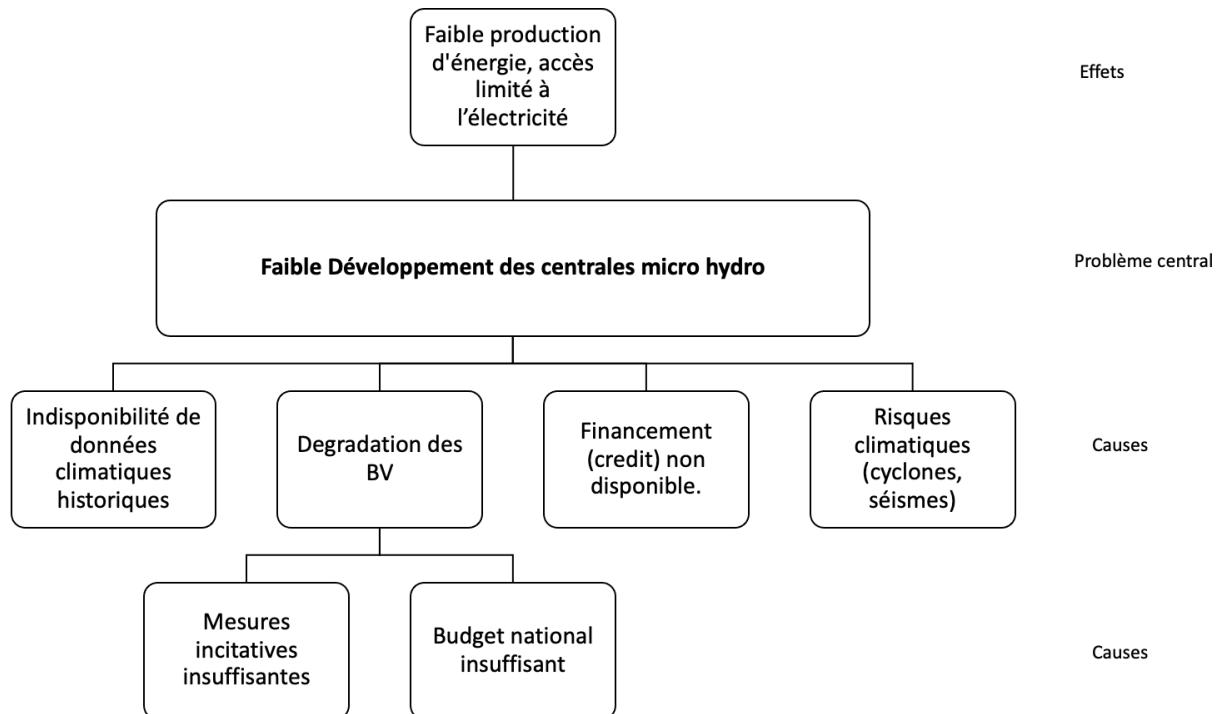 Faible production
d'énergie, accès
limité à
l’électricité
Effets
Faible Développement des centrales micro hydro
Problème central
Indisponibilité de
données
climatiques
historiques
Degradation des
BV
Financement
(credit) non
disponible.
Risques
climatiques
(cyclones,
séismes)
Causes
Mesures
incitatives
insuffisantes
Budget national
insuffisant
Causes